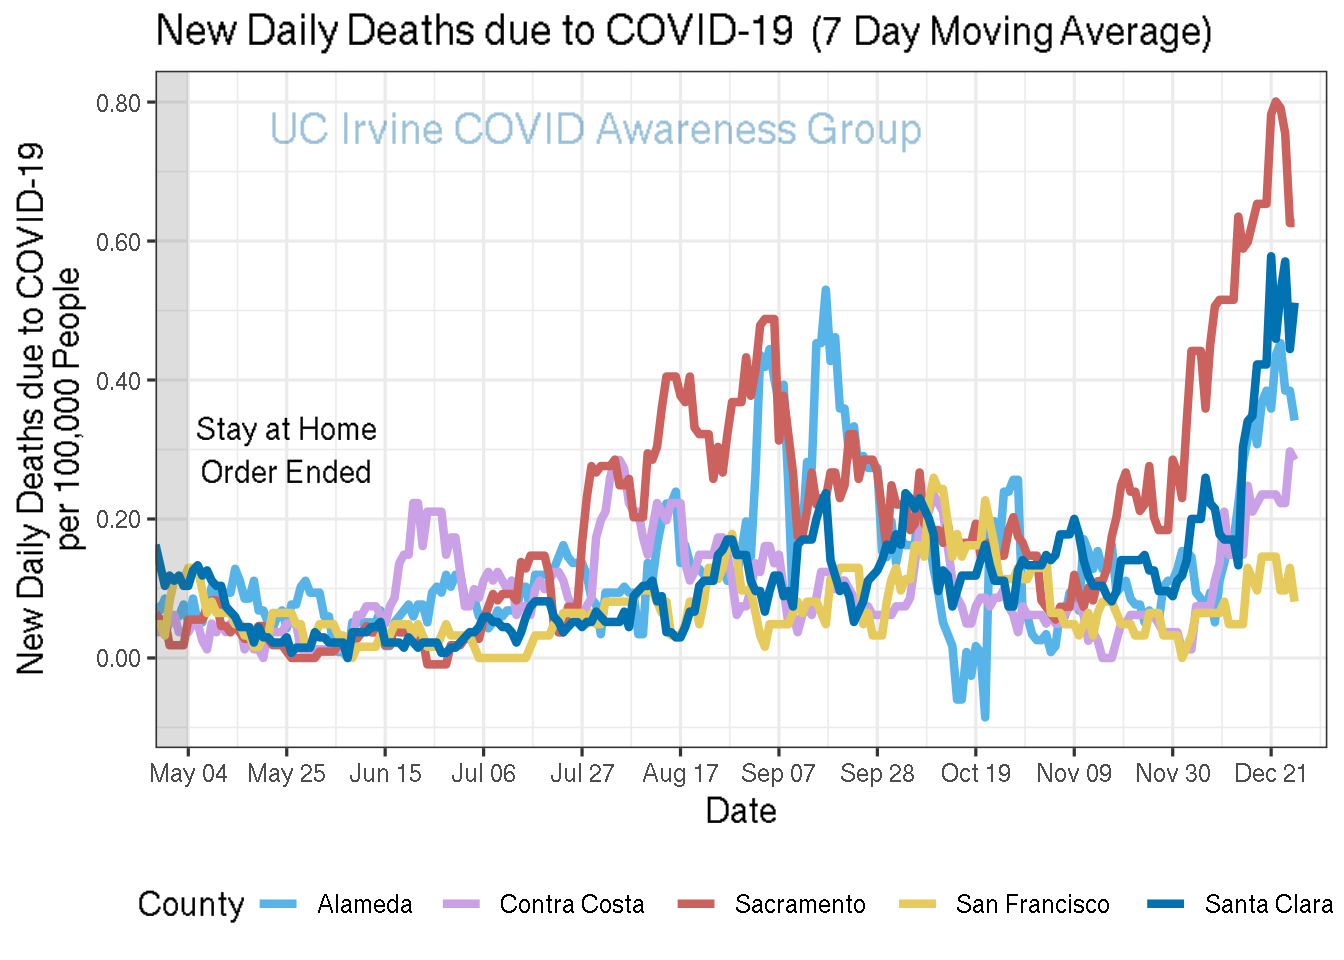 New Daily Deaths due to COVID-19 (7 Day Moving Average)
New Daily Deaths due to COVID-19
per 100,000 People
0.80
0.60
0.40
0.20
0.00
UC Irvine COVID Awareness Group
Stay at Home
Order Ended
May 04 May 25 Jun 15 Jul 06 Jul 27 Aug 17 Sep 07 Sep 28 Oct 19 Nov 09 Nov 30 Dec 21
Date
County Alameda Contra Costa Sacramento San Francisco Santa Clara